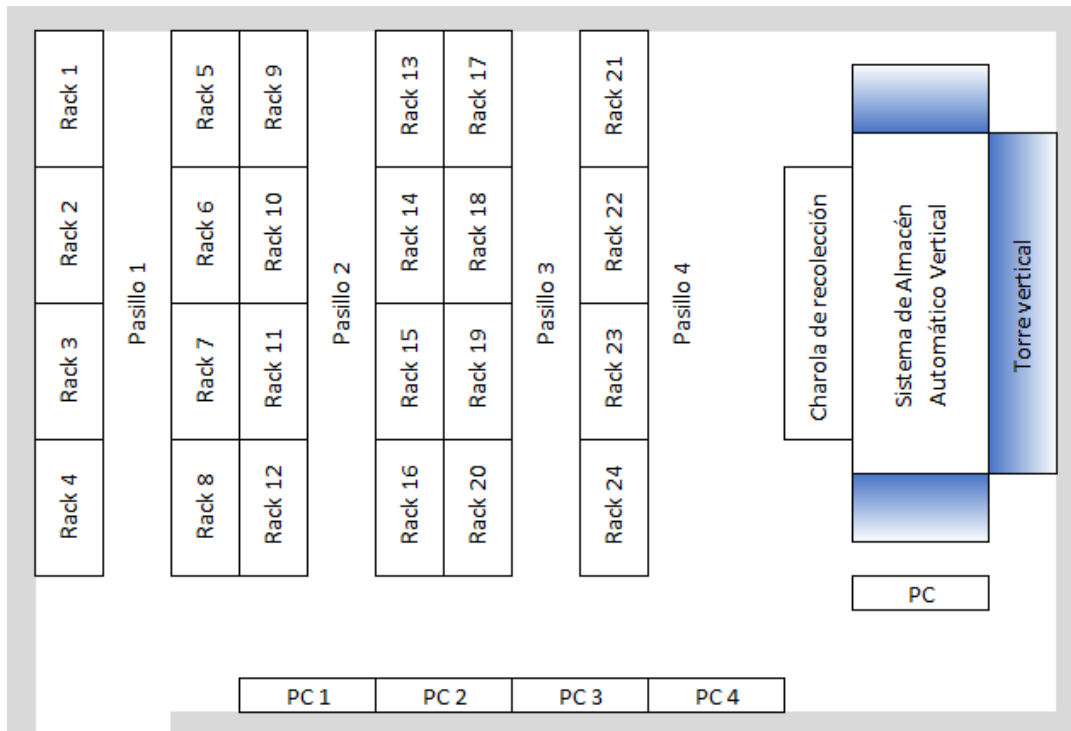 Rack 1
Rack 2
Rack 3
Rack 4
Pasillo 1
Rack 5
Rack 6
Rack 7
Rack 8
Rack 9
Rack 10
Rack 11
Rack 12
Pasillo 2
Rack 13
Rack 14
Rack 15
Rack 16
Rack 17
Rack 18
Rack 19
Rack 20
Pasillo 3
Rack 21
Rack 22
Rack 23
Rack 24
Pasillo 4
Charola de recolección
Sistema de Almacén
Automático Vertical
Torre vertical
PC
PC 1
PC 2
PC 3
PC 4